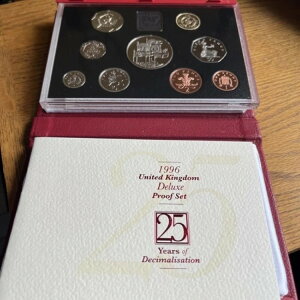 1996
United Kingdom
Deluxe
Proof Set
25
Years of
Decimalisation